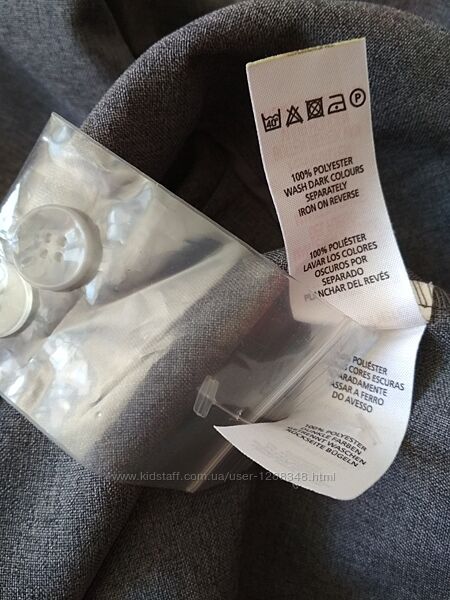 40°
P
100% POLYESTER
WASH DARK COLOURS
SEPARATELY
IRON ON REVERSE
100% POLIÉSTER
LAVAR LOS COLORES
OSCUROS POR
SEPARADO
PLANCHAR DEL REVÉS
POLIÉSTER
CORES ESCURAS
PASSAR A FERRO
DO AVESSO
100% POLYESTER
DUNKLE FARBEN
GETRENNT WASCHEN
RÜCKSEITE BÜGELN
www.kidstaff.com.ua/user-1288348.html